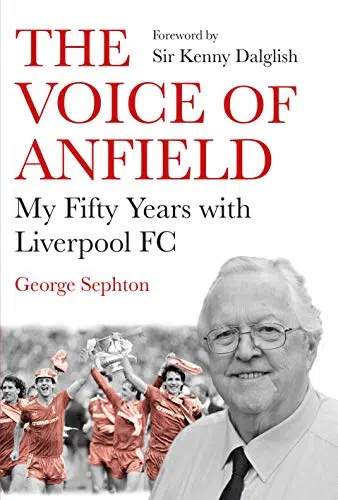 THE
VOICE OF
ANFIELD
Foreword by
Sir Kenny Dalglish
My Fifty Years with
Liverpool FC
George Sephton